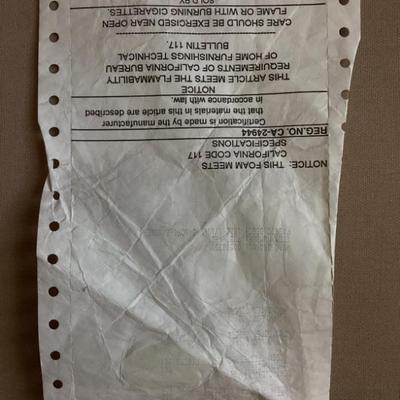 NOTICE: THIS FOAM MEETS
CALIFORNIA CODE 117
SPECIFICATIONS
REG.NO. CA-24944
Certification is made by the manufacturer
that the materials in this article are described
in accordance with law.
NOTICE
THIS ARTICLE MEETS THE FLAMMABILITY
REQUIREMENTS OF CALIFORNIA BUREAU
OF HOME FURNISHINGS TECHNICAL
BULLETIN 117.
CARE SHOULD BE EXERCISED NEAR OPEN
FLAME OR WITH BURNING CIGARETTES.
SOLD BY